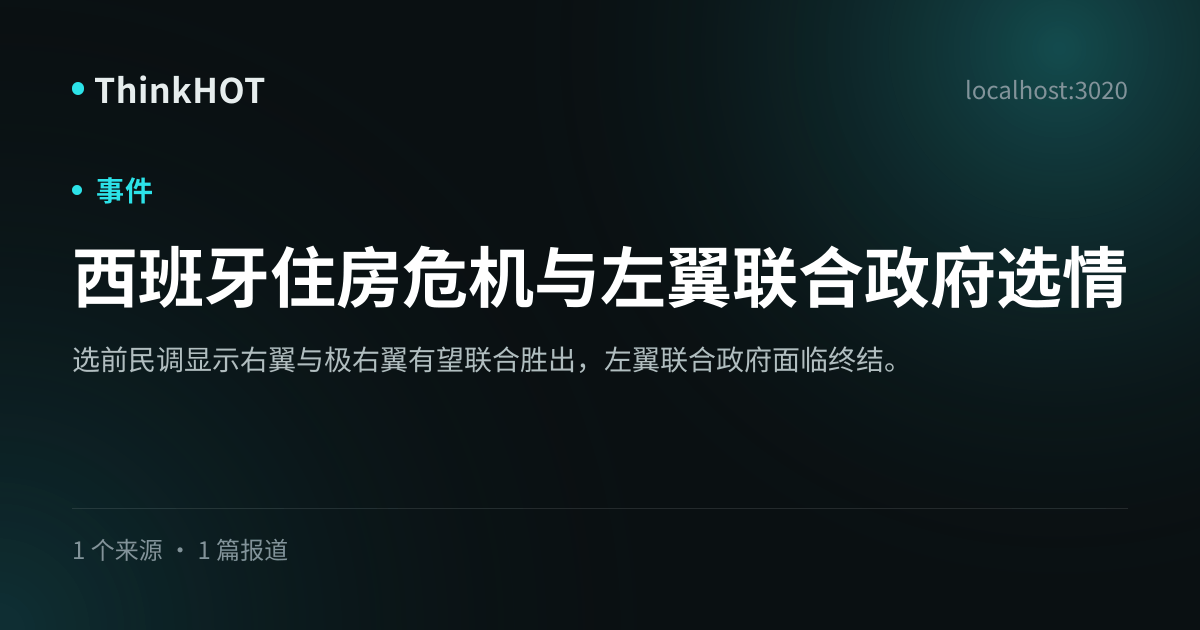 ThinkHOT
localhost:3020
事件
西班牙住房危机与左翼联合政府选情
选前民调显示右翼与极右翼有望联合胜出，左翼联合政府面临终结。
1 个来源 · 1 篇报道